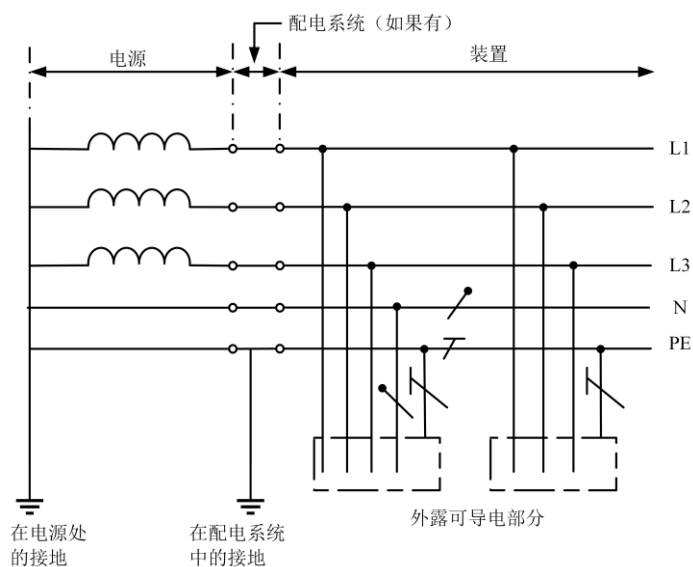 配电系统（如果有）
电源
装置
L1
L2
L3
N
PE
外露可导电部分
在电源处
的接地
在配电系统
中的接地